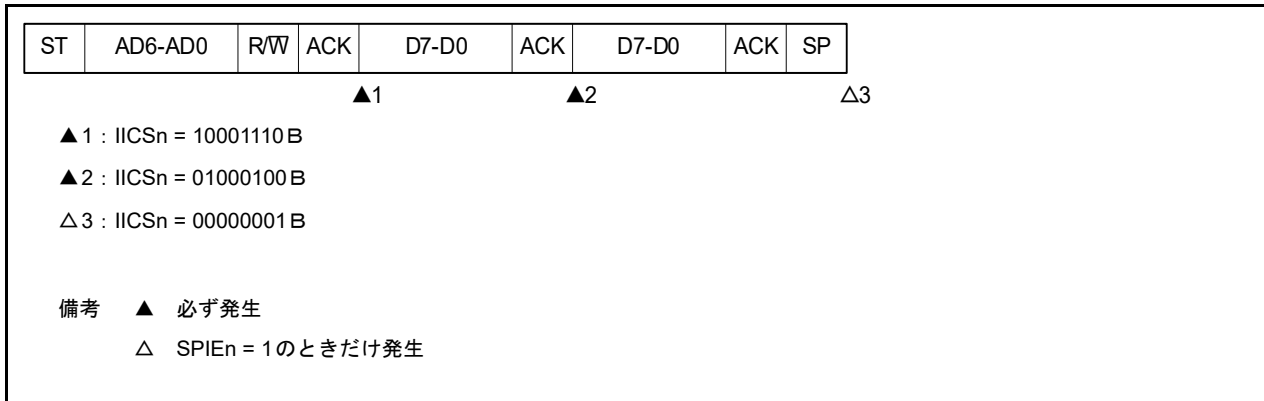 ST AD6-AD0 R/W̅ ACK D7-D0 ACK D7-D0 ACK SP
▲1 ▲2 △3
▲1：IICSn = 10001110B
▲2：IICSn = 01000100B
△3：IICSn = 00000001B
備考 ▲ 必ず発生
△ SPIEn = 1のときだけ発生